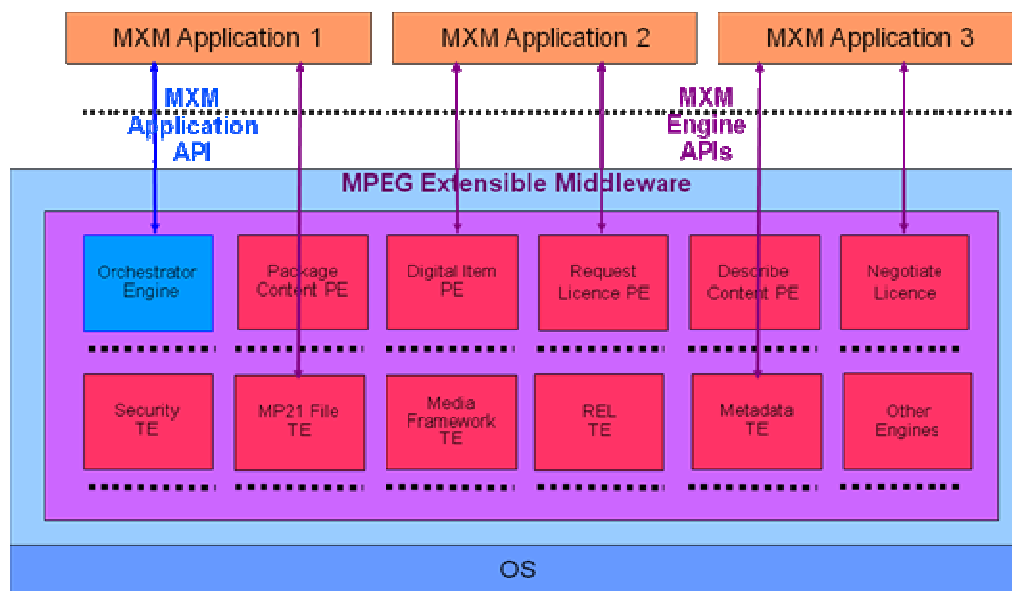 MXM Application 1
MXM Application 2
MXM Application 3
MXM
Application
API
MXM
Engine
APIs
MPEG Extensible Middleware
Orchestrator
Engine
Package
Content PE
Digital Item
PE
Request
Licence PE
Describe
Content PE
Negotiate
Licence
Security
TE
MP21 File
TE
Media
Framework
TE
REL
TE
Metadata
TE
Other
Engines
OS